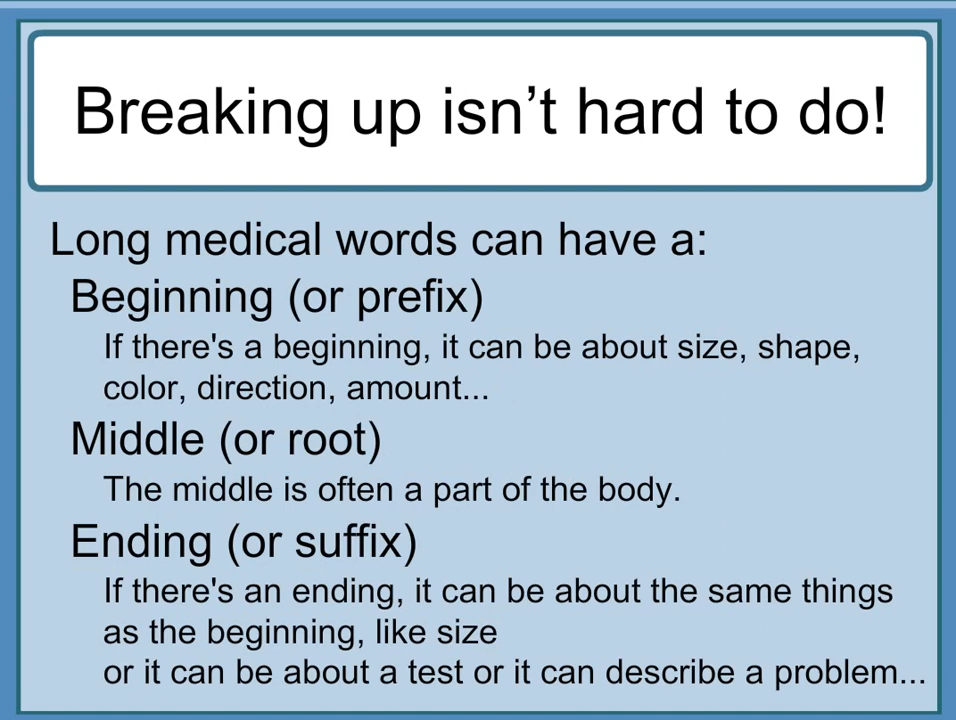 Breaking up isn’t hard to do!
Long medical words can have a:
Beginning (or prefix)
If there's a beginning, it can be about size, shape,
color, direction, amount...
Middle (or root)
The middle is often a part of the body.
Ending (or suffix)
If there's an ending, it can be about the same things
as the beginning, like size
or it can be about a test or it can describe a problem...